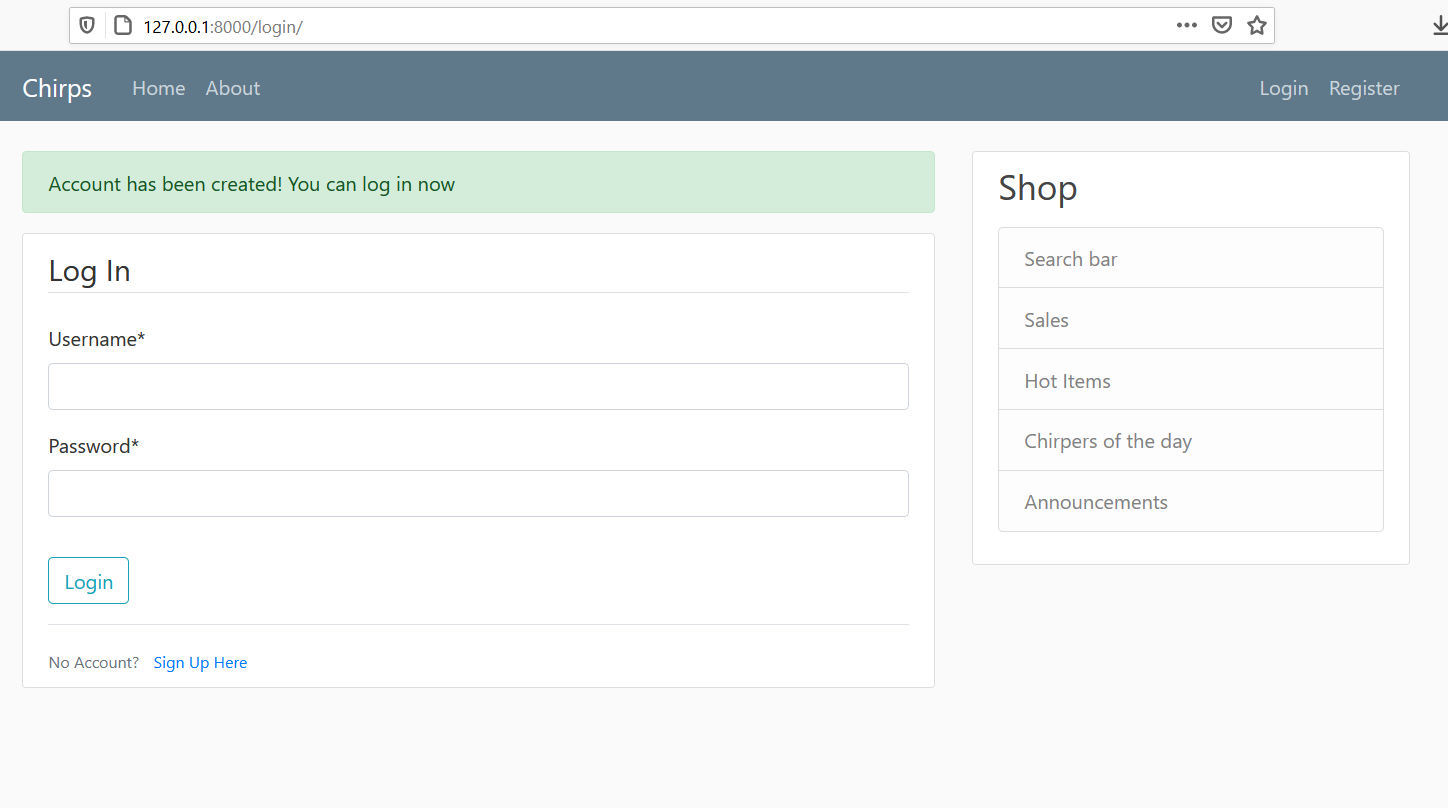 127.0.0.1:8000/login/
Chirps Home About Login Register
Account has been created! You can log in now
Log In
Username*
Password*
Login
No Account? Sign Up Here
Shop
Search bar
Sales
Hot Items
Chirpers of the day
Announcements